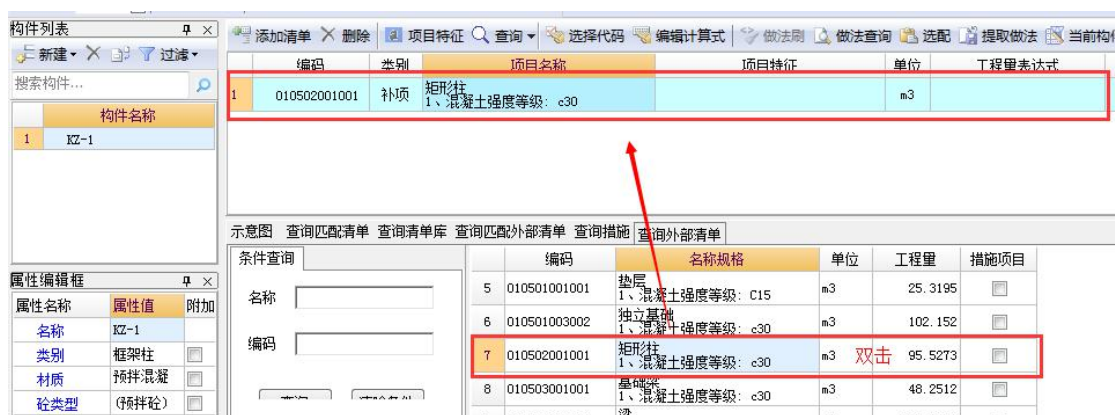 构件列表
新建 过滤
搜索构件...
构件名称
1 KZ-1
添加清单 删除 项目特征 查询 选择代码 编辑计算式 做法刷 做法查询 选配 提取做法 当前构件
编码 类别 项目名称 项目特征 单位 工程量表达式
1 010502001001 补项 矩形柱 m3
1、混凝土强度等级: c30
示意图 查询匹配清单 查询清单库 查询匹配外部清单 查询措施 查询外部清单
条件查询
名称
编码
编码 名称规格 单位 工程量 措施项目
5 010501001001 垫层 m3 25.3195
1、混凝土强度等级: C15
6 010501003002 独立基础 m3 102.152
1、混凝土强度等级: c30
7 010502001001 矩形柱 m3 双击 95.5273
1、混凝土强度等级: c30
8 010503001001 基础梁 m3 48.2512
1、混凝土强度等级: c30
梁
属性编辑框
属性名称 属性值 附加
名称 KZ-1
类别 框架柱
材质 预拌混凝
砼类型 (预拌砼)